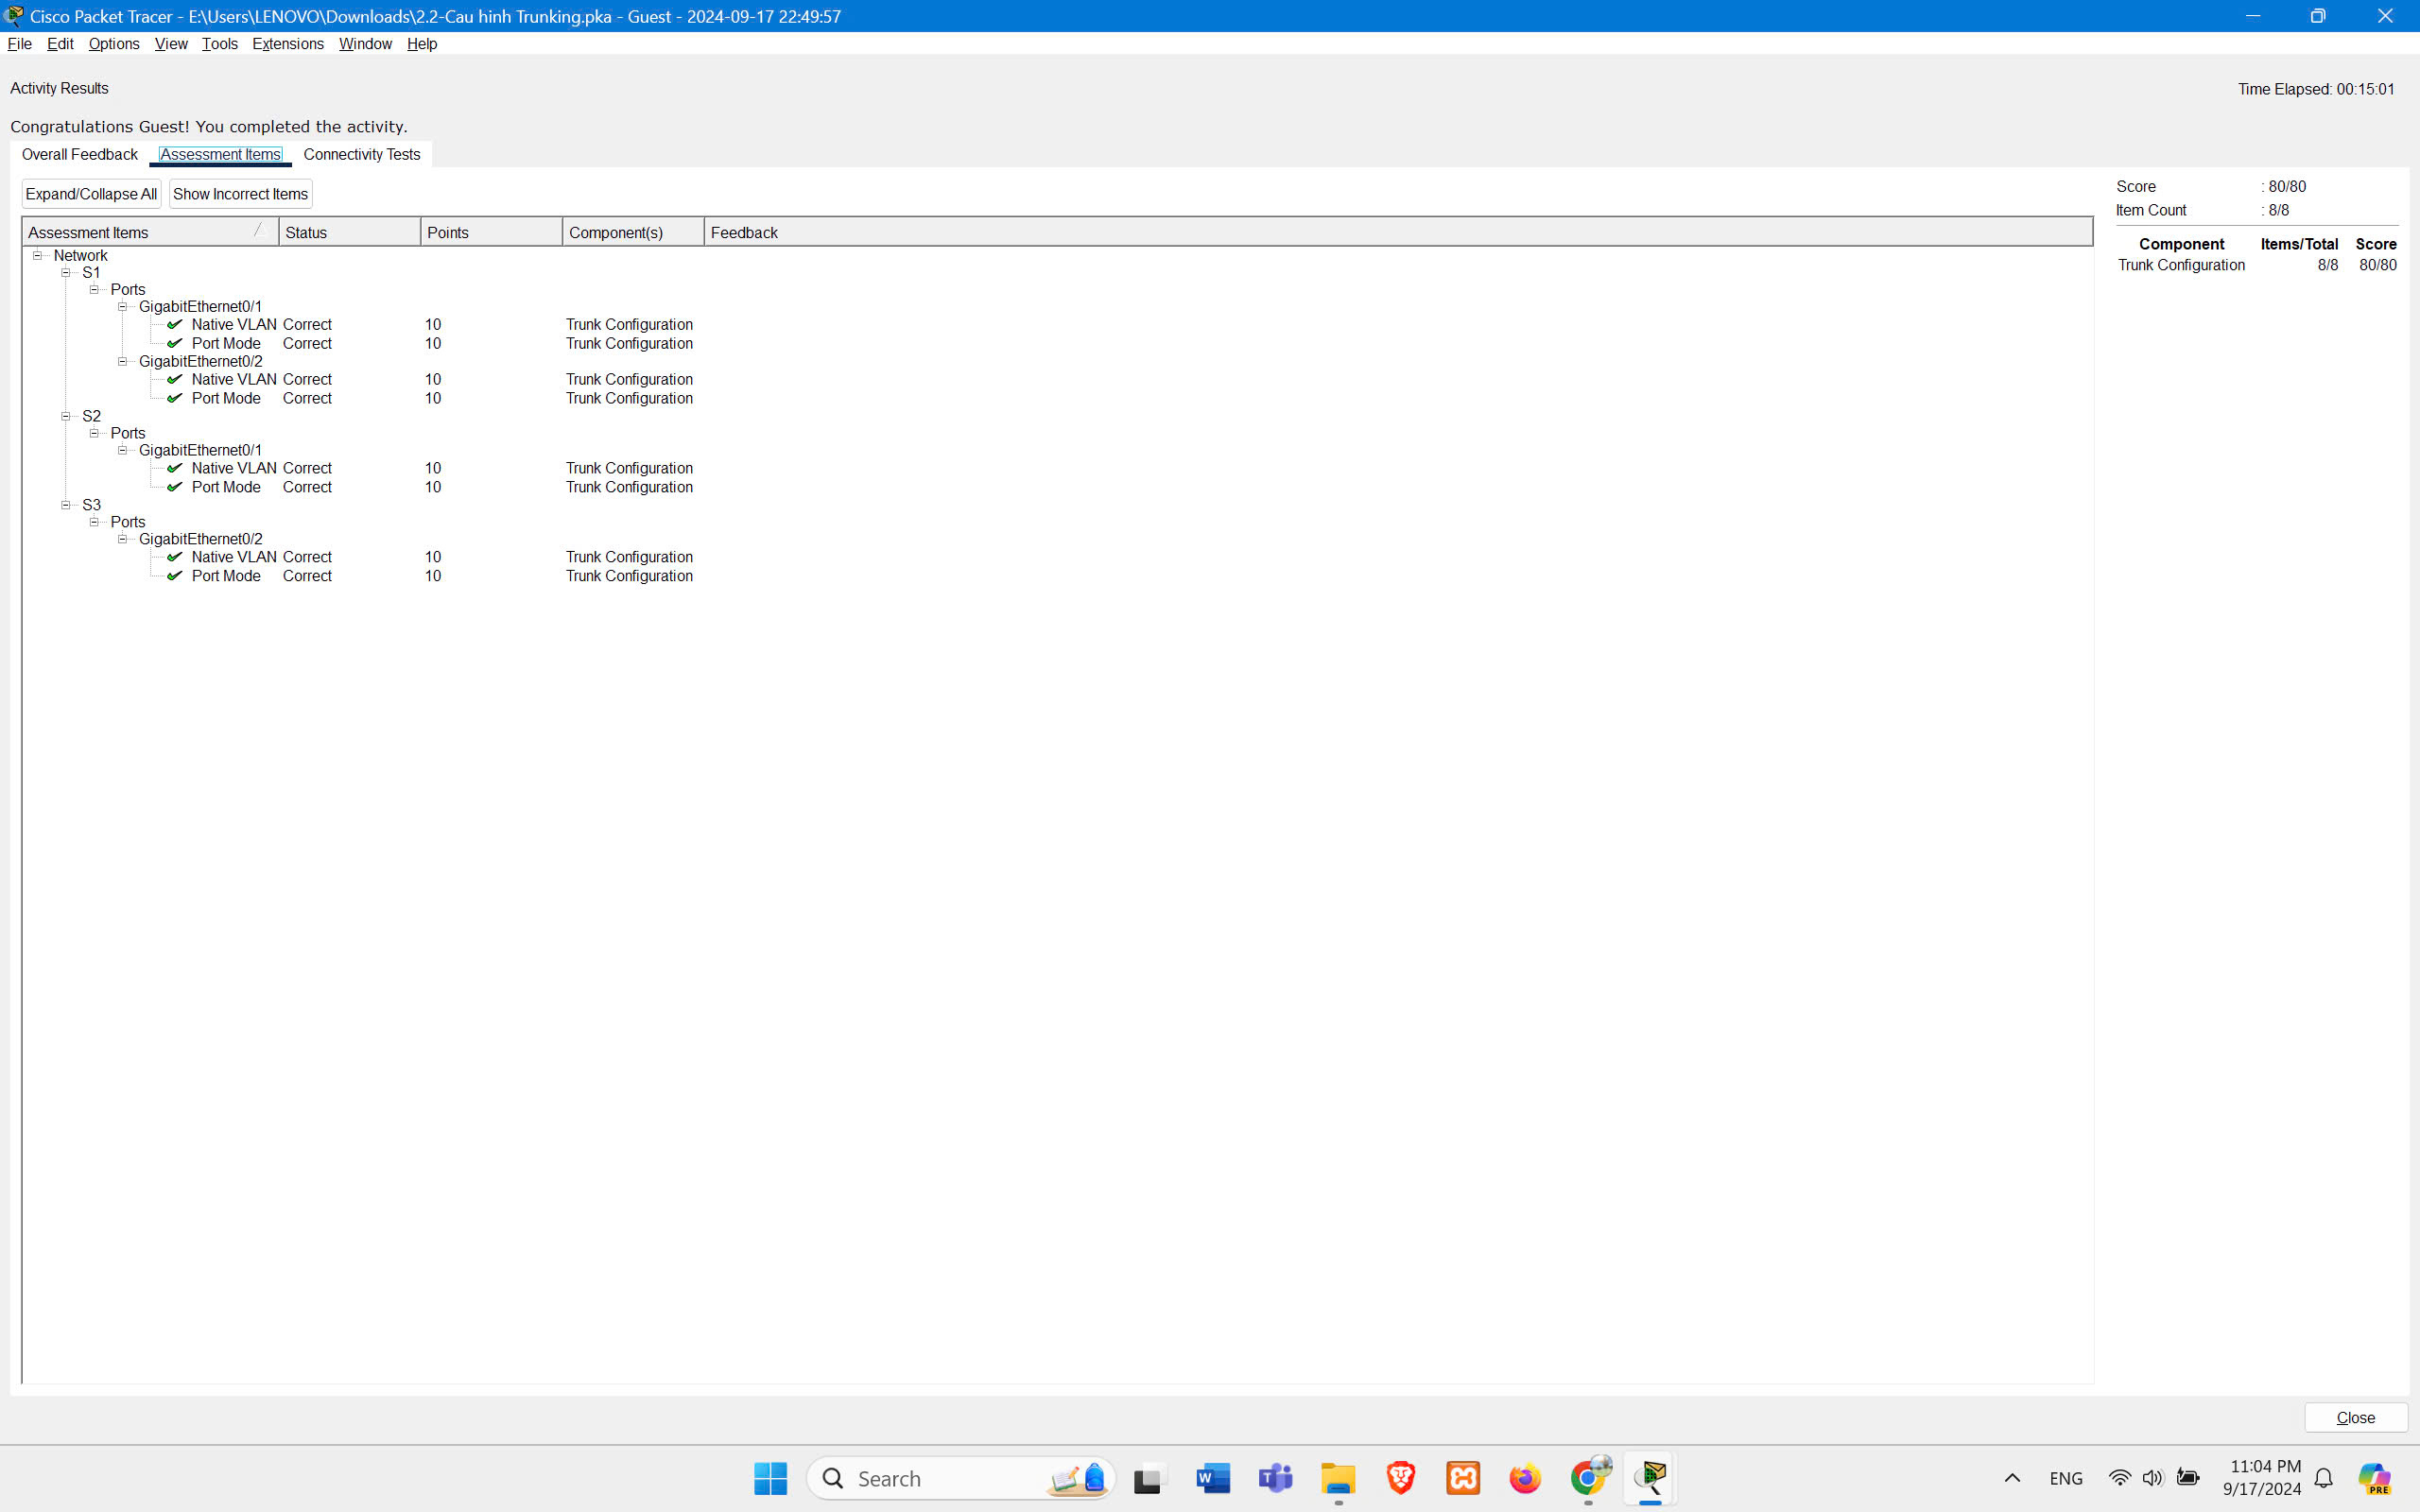 Cisco Packet Tracer - E:\Users\LENOVO\Downloads\2.2-Cau hinh Trunking.pka - Guest - 2024-09-17 22:49:57
File Edit Options View Tools Extensions Window Help
Activity Results
Time Elapsed: 00:15:01
Congratulations Guest! You completed the activity.
Overall Feedback Assessment Items Connectivity Tests
Expand/Collapse All Show Incorrect Items
Assessment Items Status Points Component(s) Feedback
Network
S1
Ports
GigabitEthernet0/1
Native VLAN Correct 10 Trunk Configuration
Port Mode Correct 10 Trunk Configuration
GigabitEthernet0/2
Native VLAN Correct 10 Trunk Configuration
Port Mode Correct 10 Trunk Configuration
S2
Ports
GigabitEthernet0/1
Native VLAN Correct 10 Trunk Configuration
Port Mode Correct 10 Trunk Configuration
S3
Ports
GigabitEthernet0/2
Native VLAN Correct 10 Trunk Configuration
Port Mode Correct 10 Trunk Configuration
Score : 80/80
Item Count : 8/8
Component Items/Total Score
Trunk Configuration 8/8 80/80
Close
Search
ENG
11:04 PM
9/17/2024
PRE